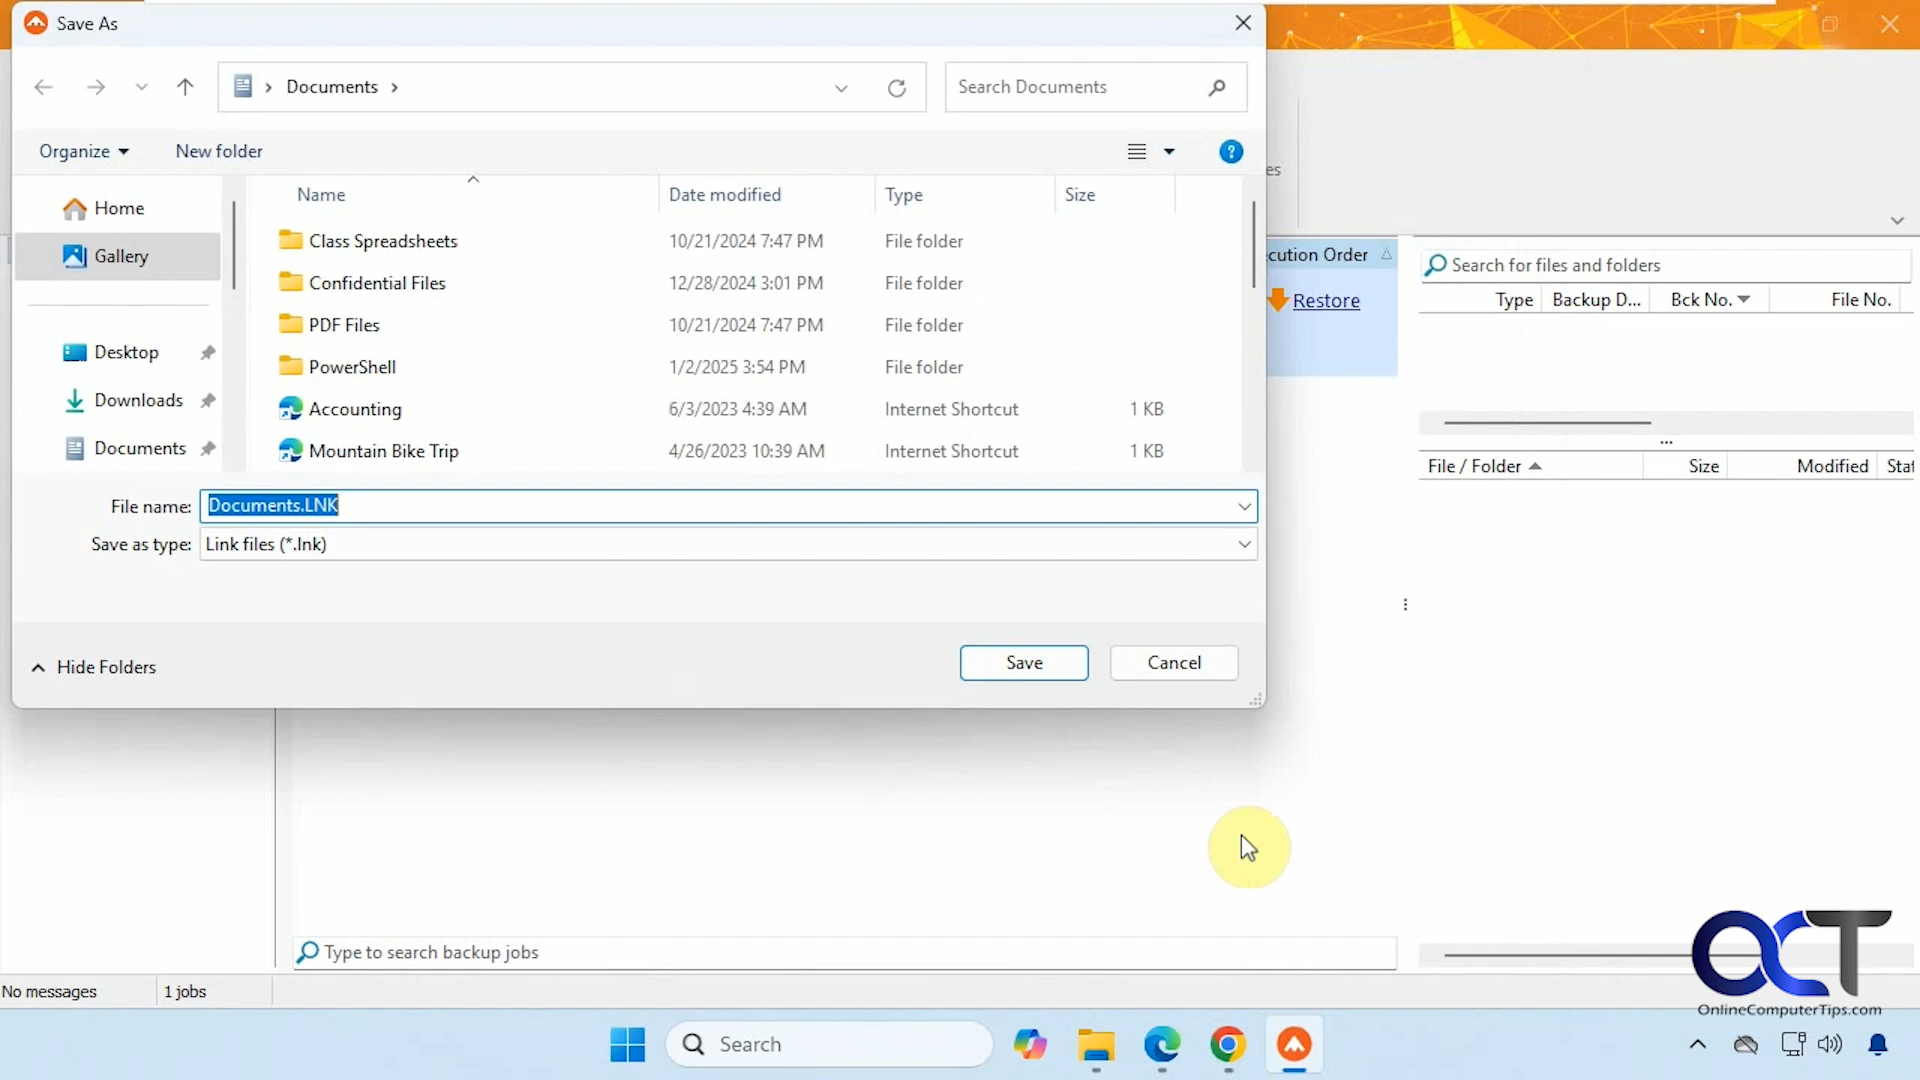 Save As
Documents
Search Documents
Organize
New folder
Name
Date modified
Type
Size
Home
Gallery
Desktop
Downloads
Documents
Class Spreadsheets 10/21/2024 7:47 PM File folder
Confidential Files 12/28/2024 3:01 PM File folder
PDF Files 10/21/2024 7:47 PM File folder
PowerShell 1/2/2025 3:54 PM File folder
Accounting 6/3/2023 4:39 AM Internet Shortcut 1 KB
Mountain Bike Trip 4/26/2023 10:39 AM Internet Shortcut 1 KB
File name: Documents.LNK
Save as type: Link files (*.lnk)
Hide Folders
Save
Cancel
es
cution Order
Restore
Search for files and folders
Type Backup D... Bck No. File No.
...
File / Folder Size Modified Stat
Type to search backup jobs
No messages
1 jobs
OCT
OnlineComputerTips.com
Search